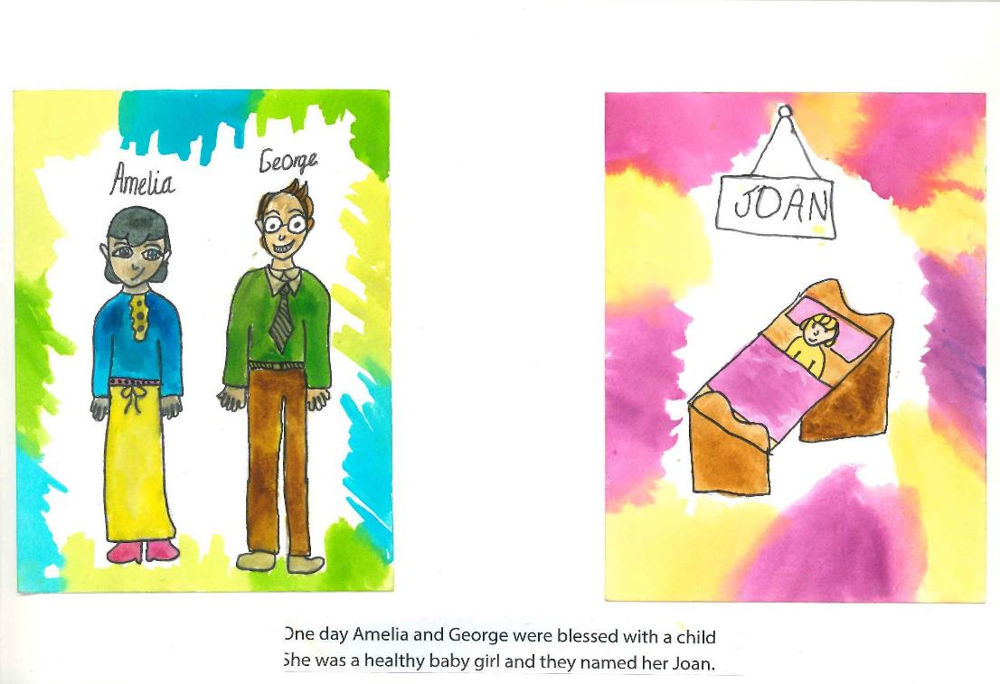 Amelia
George
JOAN
One day Amelia and George were blessed with a child
She was a healthy baby girl and they named her Joan.